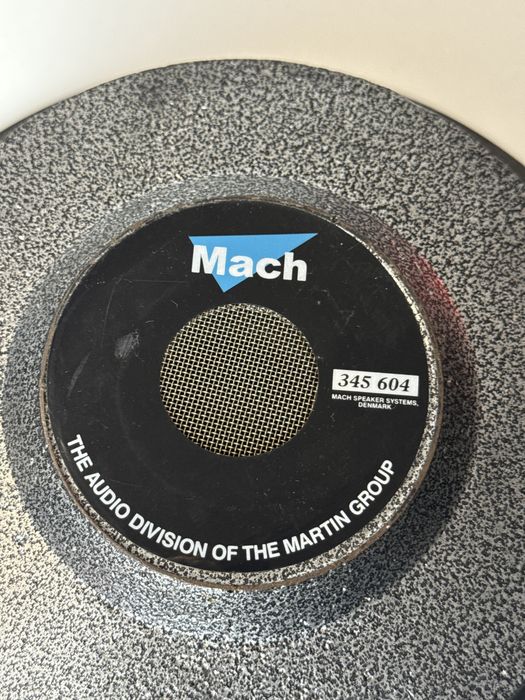 Mach
345 604
MACH SPEAKER SYSTEMS,
DENMARK
THE AUDIO DIVISION OF THE MARTIN GROUP